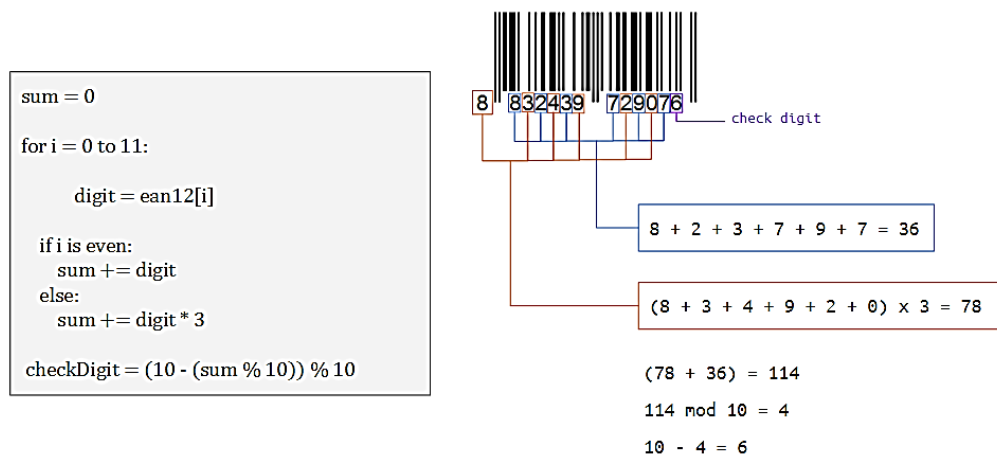 sum = 0
for i = 0 to 11:
digit = ean12[i]
if i is even:
sum += digit
else:
sum += digit * 3
checkDigit = (10 - (sum % 10)) % 10
8 832439 729076
check digit
8 + 2 + 3 + 7 + 9 + 7 = 36
(8 + 3 + 4 + 9 + 2 + 0) x 3 = 78
(78 + 36) = 114
114 mod 10 = 4
10 - 4 = 6